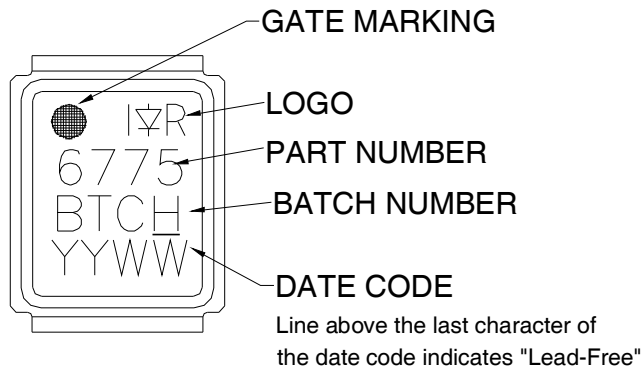 GATE MARKING
I R
LOGO
6775
PART NUMBER
BTCH
BATCH NUMBER
YYWW
DATE CODE
Line above the last character of
the date code indicates "Lead-Free"